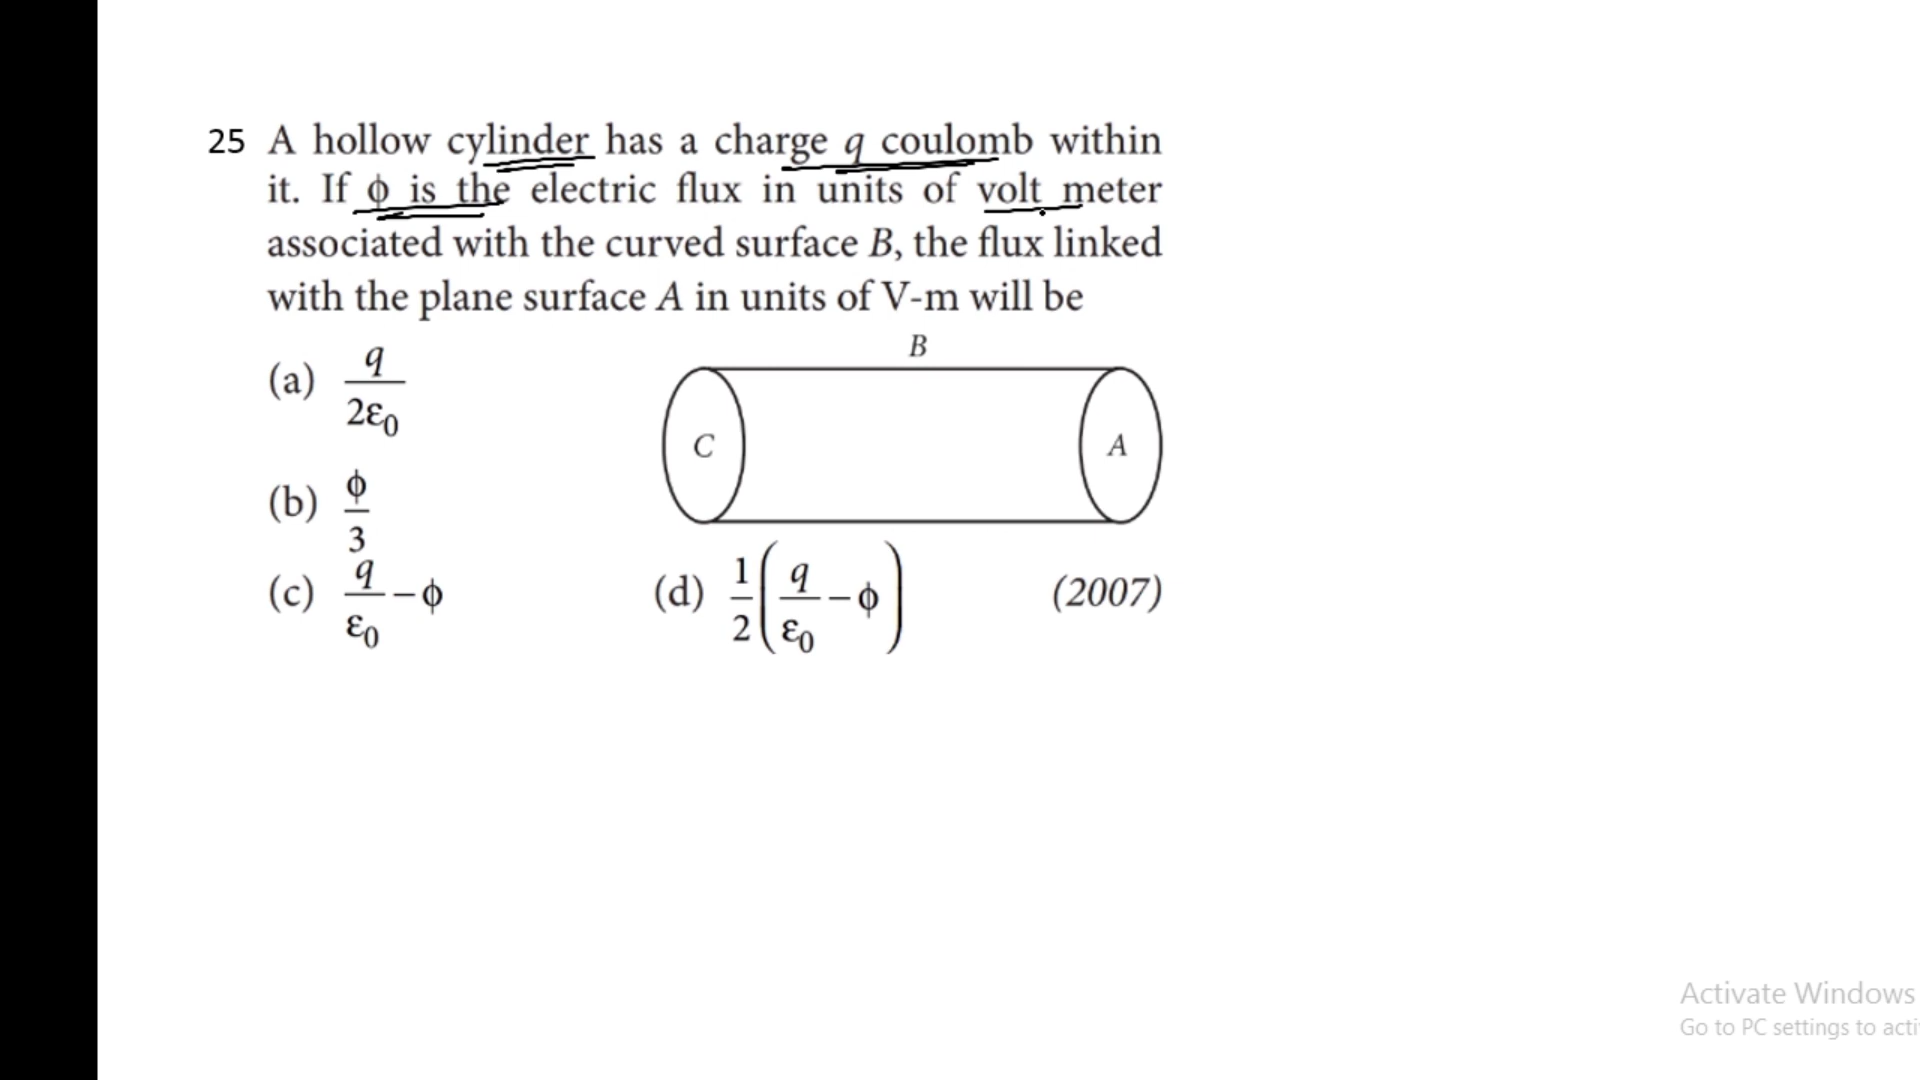 25 A hollow cylinder has a charge q coulomb within
it. If ϕ is the electric flux in units of volt meter
associated with the curved surface B, the flux linked
with the plane surface A in units of V-m will be
B
(a) q/2ε₀
C
A
(b) ϕ/3
(c) q/ε₀ − ϕ
(d) 1/2 (q/ε₀ − ϕ) (2007)
Activate Windows
Go to PC settings to acti